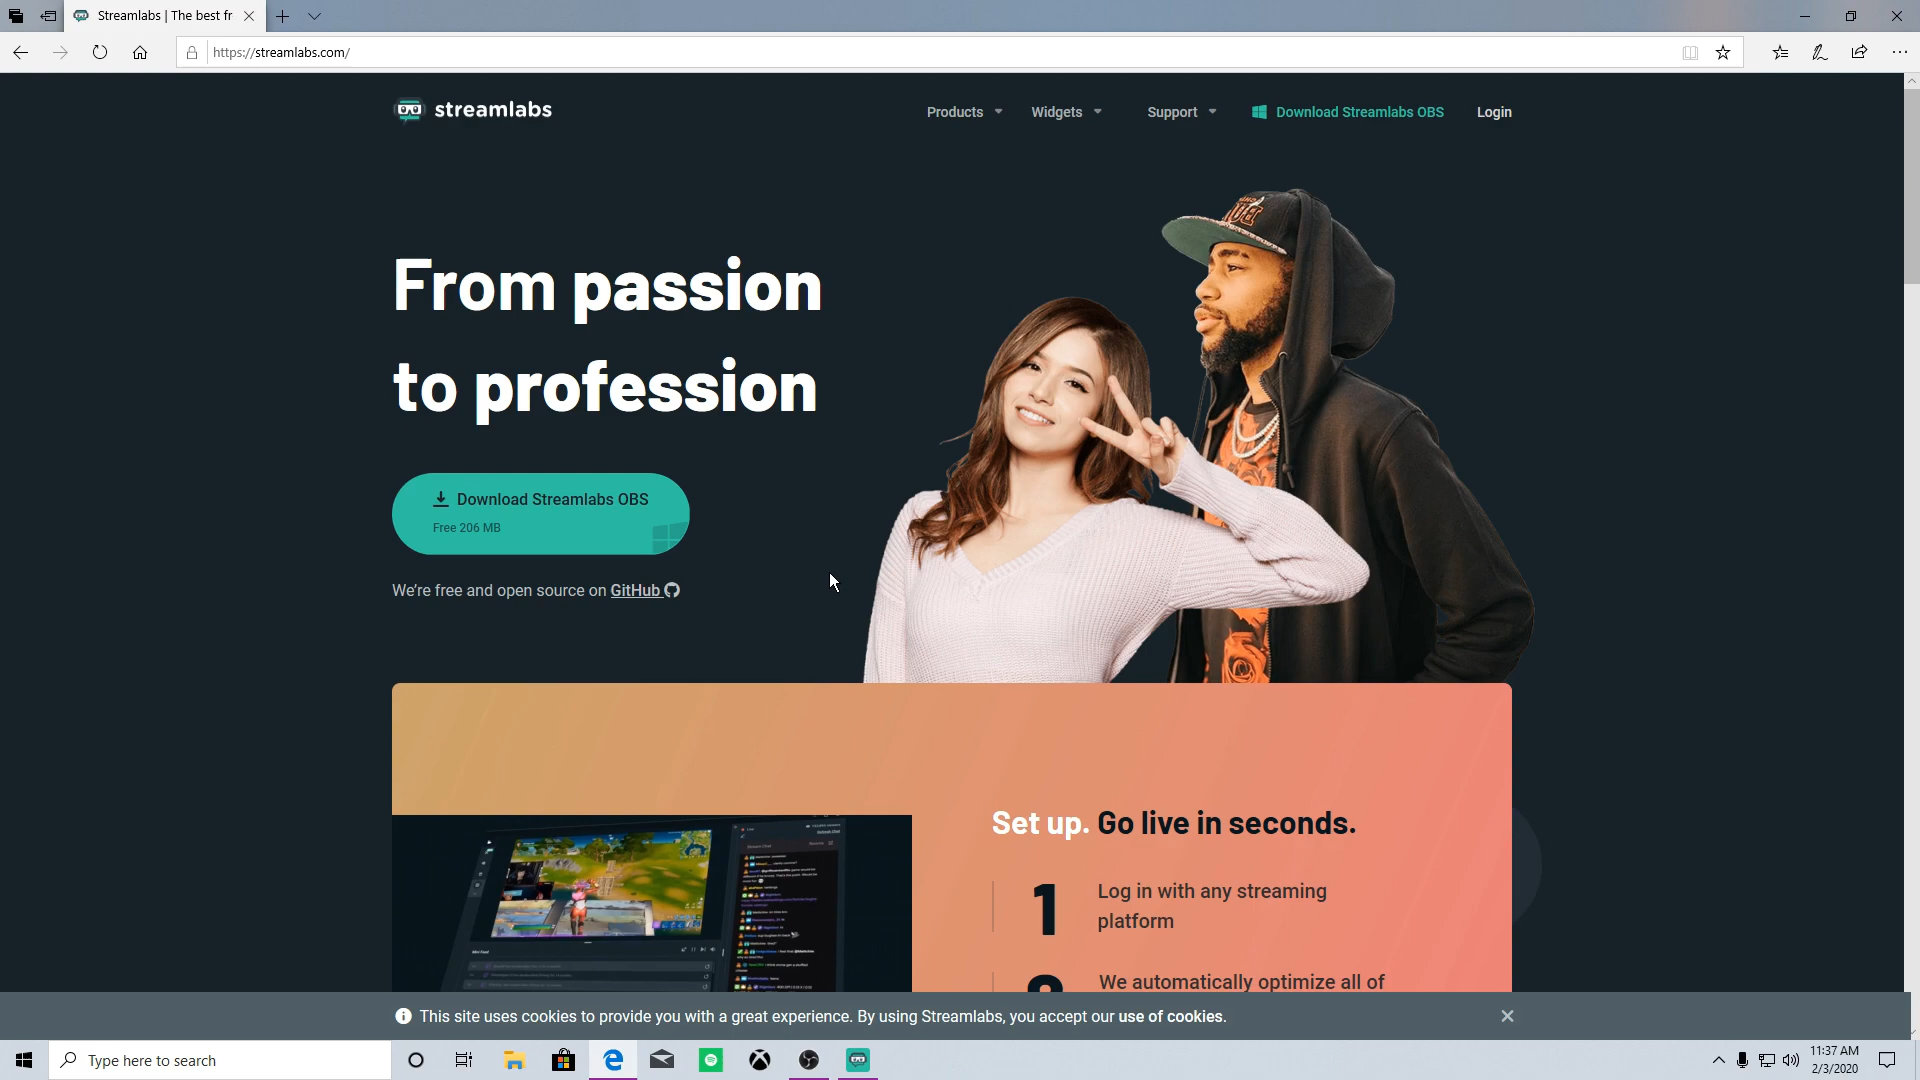 Streamlabs | The best fr
https://streamlabs.com/
streamlabs
Products
Widgets
Support
Download Streamlabs OBS
Login
From passion
to profession
Download Streamlabs OBS
Free 206 MB
We're free and open source on GitHub
Set up. Go live in seconds.
1
Log in with any streaming
platform
We automatically optimize all of
This site uses cookies to provide you with a great experience. By using Streamlabs, you accept our use of cookies.
Type here to search
11:37 AM
2/3/2020